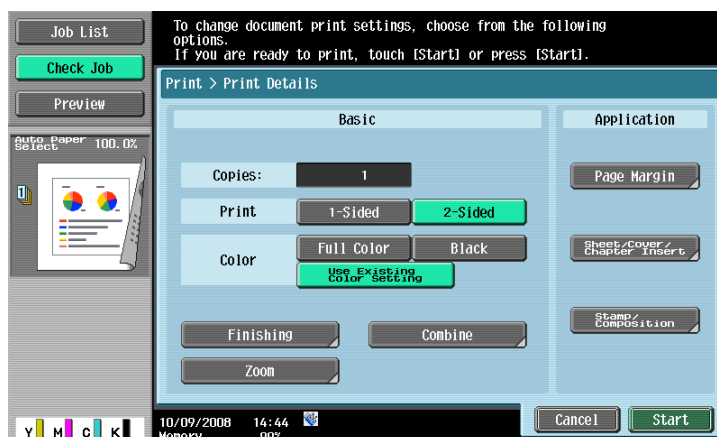 Job List
Check Job
Preview
Auto Paper
Select 100.0%
1
Y M C K
To change document print settings, choose from the following
options.
If you are ready to print, touch [Start] or press [Start].
Print > Print Details
Basic
Copies: 1
Print 1-Sided 2-Sided
Color Full Color Black
Use Existing
Color Setting
Finishing Combine
Zoom
Application
Page Margin
Sheet/Cover/
Chapter Insert
Stamp/
Composition
10/09/2008 14:44
Memory 99%
Cancel Start